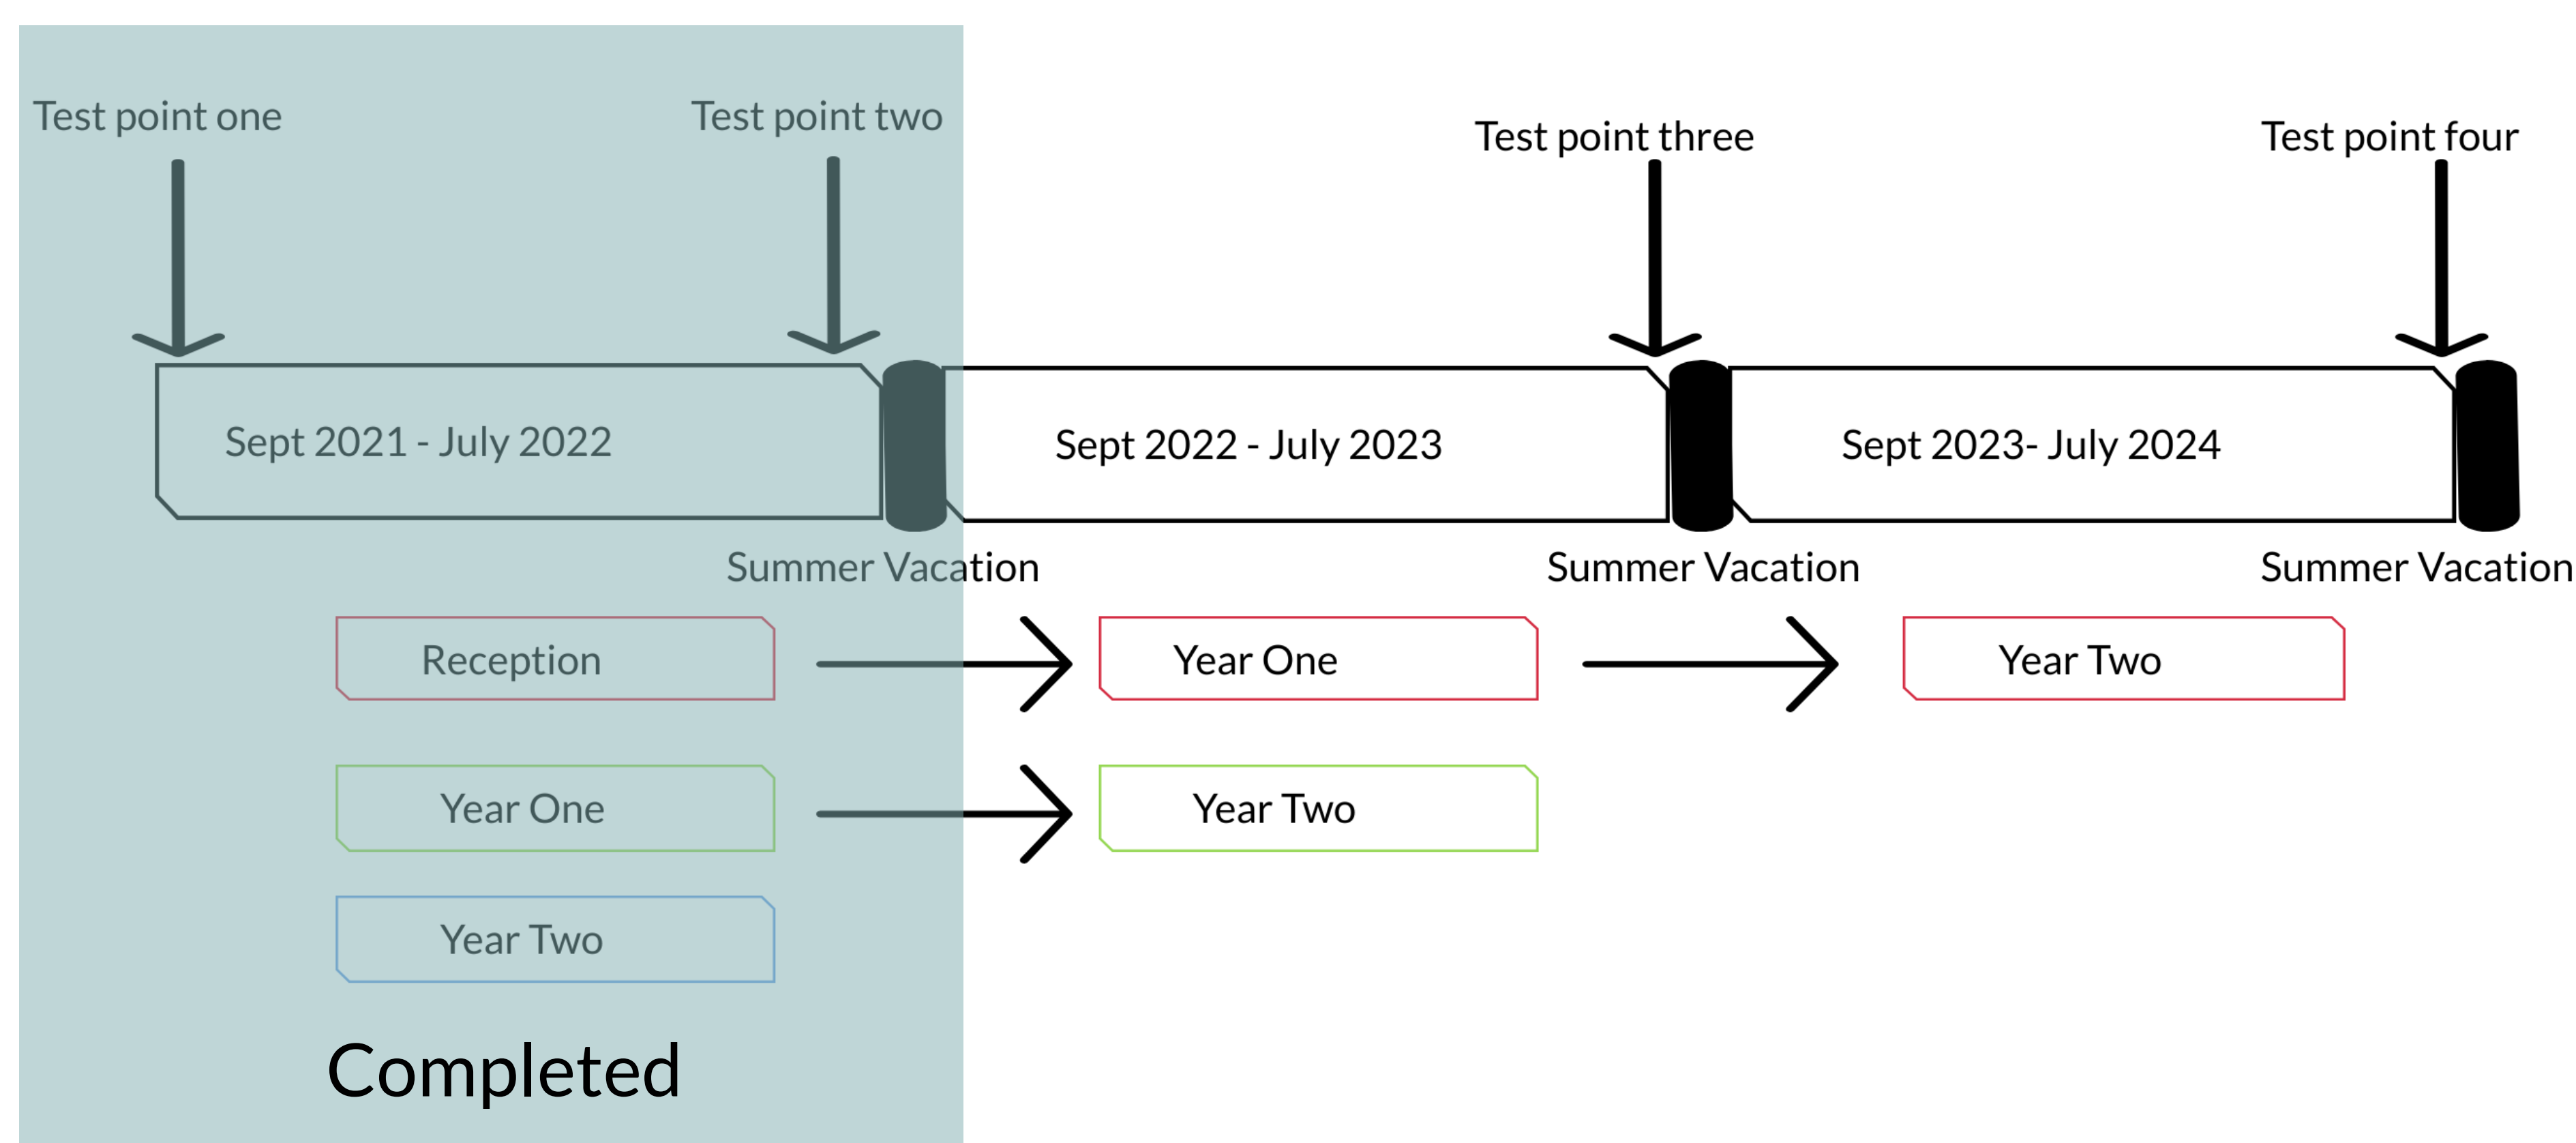 Test point one
Test point two
Test point three
Test point four
Sept 2021 - July 2022
Sept 2022 - July 2023
Sept 2023- July 2024
Summer Vacation
Summer Vacation
Summer Vacation
Reception
Year One
Year Two
Year One
Year Two
Year Two
Completed